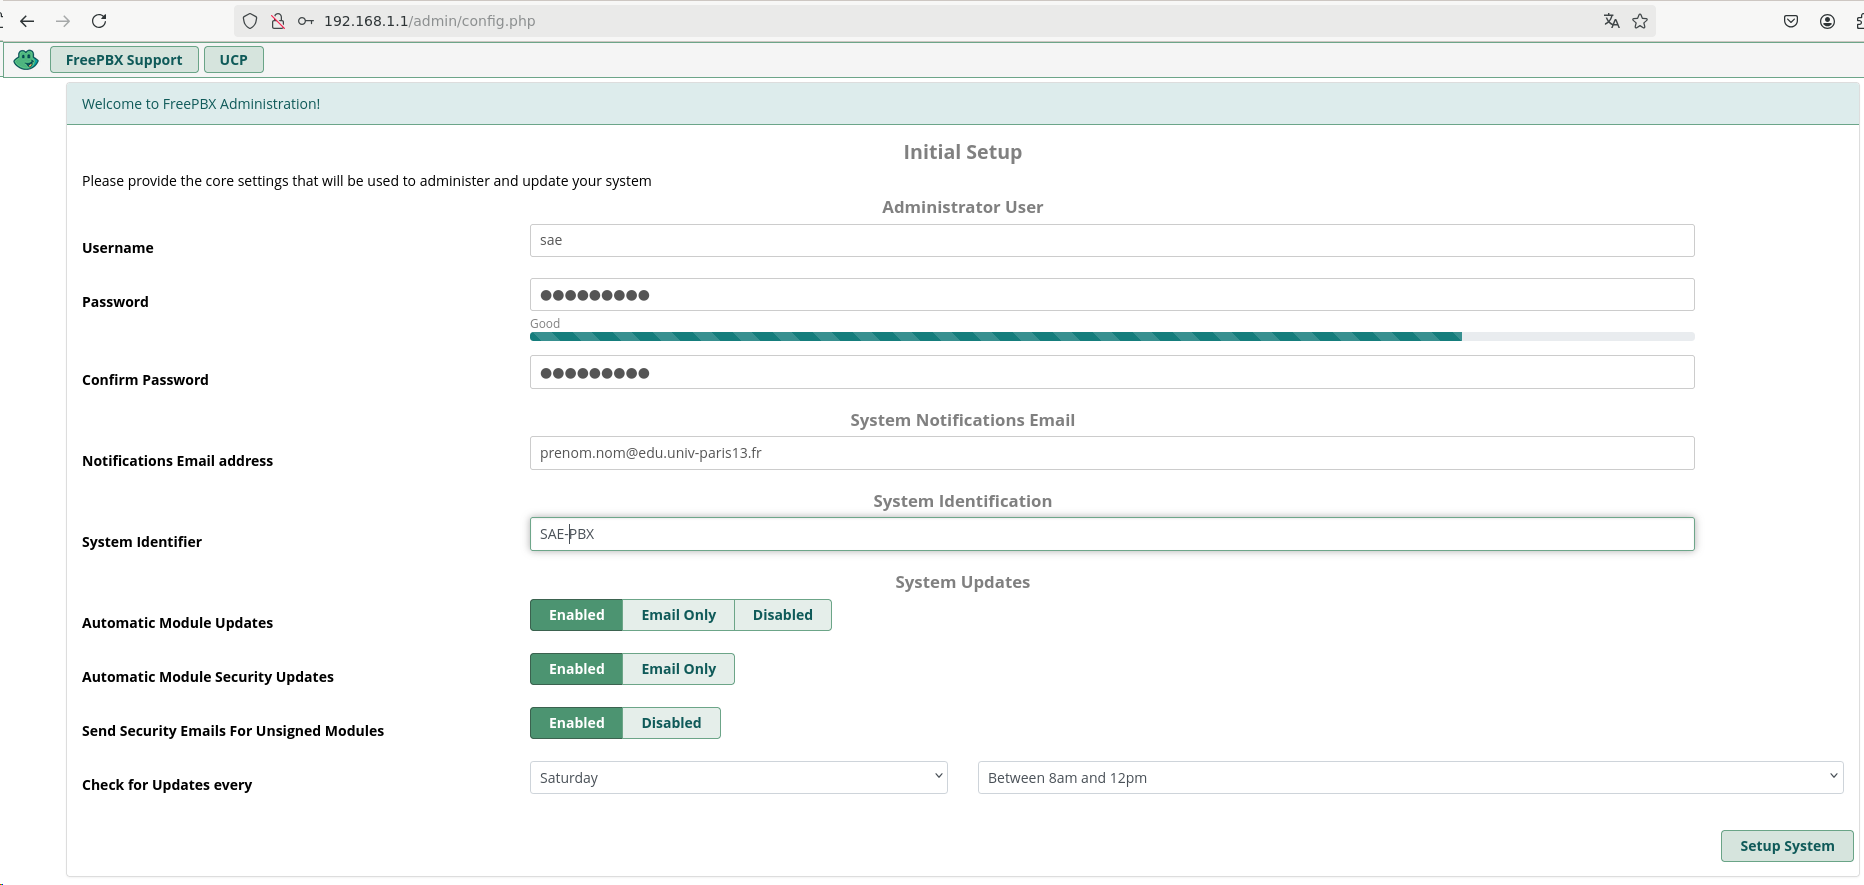 192.168.1.1/admin/config.php
FreePBX Support UCP
Welcome to FreePBX Administration!
Initial Setup
Please provide the core settings that will be used to administer and update your system
Administrator User
Username sae
Password ●●●●●●●●●
Good
Confirm Password ●●●●●●●●●
System Notifications Email
Notifications Email address prenom.nom@edu.univ-paris13.fr
System Identification
System Identifier SAE-PBX
System Updates
Automatic Module Updates Enabled Email Only Disabled
Automatic Module Security Updates Enabled Email Only
Send Security Emails For Unsigned Modules Enabled Disabled
Check for Updates every Saturday Between 8am and 12pm
Setup System